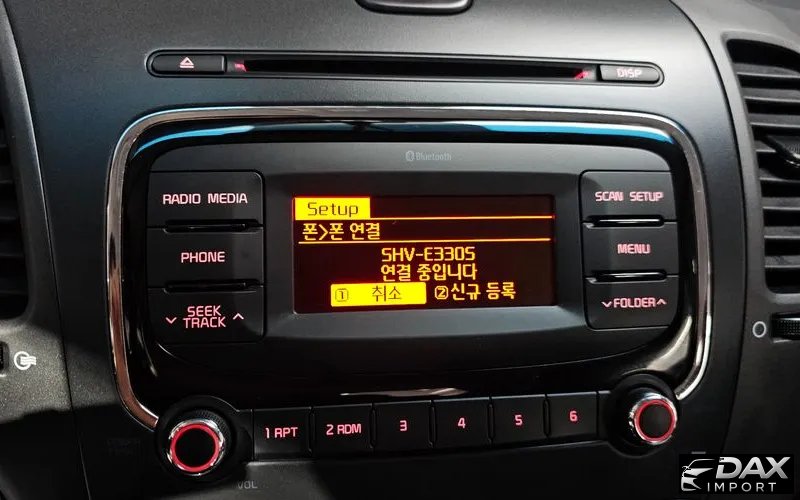 DISP
Bluetooth
RADIO MEDIA
PHONE
SEEK
TRACK
Setup
폰>폰 연결
SHV-E330S
연결 중입니다
① 취소 ② 신규 등록
SCAN SETUP
MENU
FOLDER
1 RPT
2 RDM
3
4
5
6
VOL
DAX
IMPORT